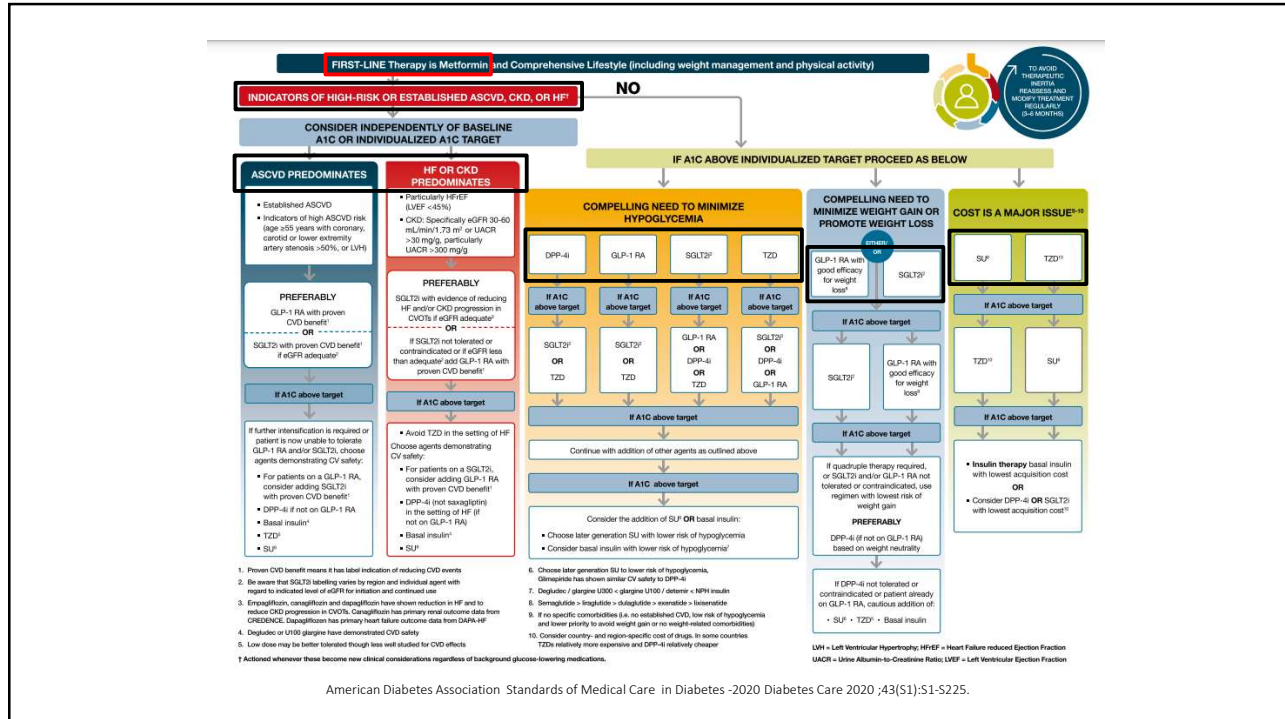 FIRST-LINE Therapy is Metformin and Comprehensive Lifestyle (including weight management and physical activity)
TO AVOID
THERAPEUTIC
INERTIA
REASSESS AND
MODIFY TREATMENT
REGULARLY
(3–6 MONTHS)
INDICATORS OF HIGH-RISK OR ESTABLISHED ASCVD, CKD, OR HF†
NO
CONSIDER INDEPENDENTLY OF BASELINE
A1C OR INDIVIDUALIZED A1C TARGET
IF A1C ABOVE INDIVIDUALIZED TARGET PROCEED AS BELOW
ASCVD PREDOMINATES
▪ Established ASCVD
▪ Indicators of high ASCVD risk
(age ≥55 years with coronary,
carotid or lower extremity
artery stenosis >50%, or LVH)
PREFERABLY
GLP-1 RA with proven
CVD benefit¹
OR
SGLT2i with proven CVD benefit¹
if eGFR adequate²
If A1C above target
If further intensification is required or
patient is now unable to tolerate
GLP-1 RA and/or SGLT2i, choose
agents demonstrating CV safety:
▪ For patients on a GLP-1 RA,
consider adding SGLT2i
with proven CVD benefit¹
▪ DPP-4i if not on GLP-1 RA
▪ Basal insulin⁴
▪ TZD⁵
▪ SU⁶
HF OR CKD
PREDOMINATES
▪ Particularly HFrEF
(LVEF <45%)
▪ CKD: Specifically eGFR 30-60
mL/min/1.73 m² or UACR
>30 mg/g, particularly
UACR >300 mg/g
PREFERABLY
SGLT2i with evidence of reducing
HF and/or CKD progression in
CVOTs if eGFR adequate³
OR
If SGLT2i not tolerated or
contraindicated or if eGFR less
than adequate² add GLP-1 RA with
proven CVD benefit¹
If A1C above target
▪ Avoid TZD in the setting of HF
Choose agents demonstrating
CV safety:
▪ For patients on a SGLT2i,
consider adding GLP-1 RA
with proven CVD benefit¹
▪ DPP-4i (not saxagliptin)
in the setting of HF (if
not on GLP-1 RA)
▪ Basal insulin⁴
▪ SU⁶
COMPELLING NEED TO MINIMIZE
HYPOGLYCEMIA
DPP-4i
GLP-1 RA
SGLT2i²
TZD
If A1C
above target
If A1C
above target
If A1C
above target
If A1C
above target
SGLT2i²
OR
TZD
SGLT2i²
OR
TZD
GLP-1 RA
OR
DPP-4i
OR
TZD
SGLT2i²
OR
DPP-4i
OR
GLP-1 RA
If A1C above target
Continue with addition of other agents as outlined above
If A1C above target
Consider the addition of SU⁶ OR basal insulin:
▪ Choose later generation SU with lower risk of hypoglycemia
▪ Consider basal insulin with lower risk of hypoglycemia⁷
COMPELLING NEED TO
MINIMIZE WEIGHT GAIN OR
PROMOTE WEIGHT LOSS
EITHER/
OR
GLP-1 RA with
good efficacy
for weight
loss⁸
SGLT2i²
If A1C above target
SGLT2i²
GLP-1 RA with
good efficacy
for weight
loss⁸
If A1C above target
If quadruple therapy required,
or SGLT2i and/or GLP-1 RA not
tolerated or contraindicated, use
regimen with lowest risk of
weight gain
PREFERABLY
DPP-4i (if not on GLP-1 RA)
based on weight neutrality
If DPP-4i not tolerated or
contraindicated or patient already
on GLP-1 RA, cautious addition of:
• SU⁶ • TZD⁵ • Basal insulin
COST IS A MAJOR ISSUE⁹⁻¹⁰
SU⁶
TZD¹⁰
If A1C above target
TZD¹⁰
SU⁶
If A1C above target
▪ Insulin therapy basal insulin
with lowest acquisition cost
OR
▪ Consider DPP-4i OR SGLT2i
with lowest acquisition cost¹⁰
1. Proven CVD benefit means it has label indication of reducing CVD events
2. Be aware that SGLT2i labelling varies by region and individual agent with
regard to indicated level of eGFR for initiation and continued use
3. Empagliflozin, canagliflozin and dapagliflozin have shown reduction in HF and to
reduce CKD progression in CVOTs. Canagliflozin has primary renal outcome data from
CREDENCE. Dapagliflozin has primary heart failure outcome data from DAPA-HF
4. Degludec or U100 glargine have demonstrated CVD safety
5. Low dose may be better tolerated though less well studied for CVD effects
6. Choose later generation SU to lower risk of hypoglycemia,
Glimepiride has shown similar CV safety to DPP-4i
7. Degludec / glargine U300 < glargine U100 / detemir < NPH insulin
8. Semaglutide > liraglutide > dulaglutide > exenatide > lixisenatide
9. If no specific comorbidities (i.e. no established CVD, low risk of hypoglycemia
and lower priority to avoid weight gain or no weight-related comorbidities)
10. Consider country- and region-specific cost of drugs. In some countries
TZDs relatively more expensive and DPP-4i relatively cheaper
† Actioned whenever these become new clinical considerations regardless of background glucose-lowering medications.
LVH = Left Ventricular Hypertrophy; HFrEF = Heart Failure reduced Ejection Fraction
UACR = Urine Albumin-to-Creatinine Ratio; LVEF = Left Ventricular Ejection Fraction
American Diabetes Association Standards of Medical Care in Diabetes -2020 Diabetes Care 2020 ;43(S1):S1-S225.